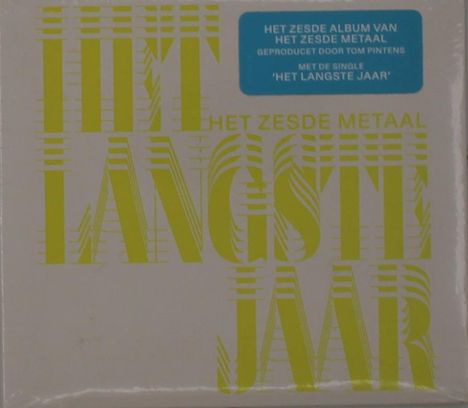 HET ZESDE ALBUM VAN
HET ZESDE METAAL
GEPRODUCET DOOR TOM PINTENS
MET DE SINGLE
‘HET LANGSTE JAAR’
HET
HET ZESDE METAAL
LANGSTE
JAAR